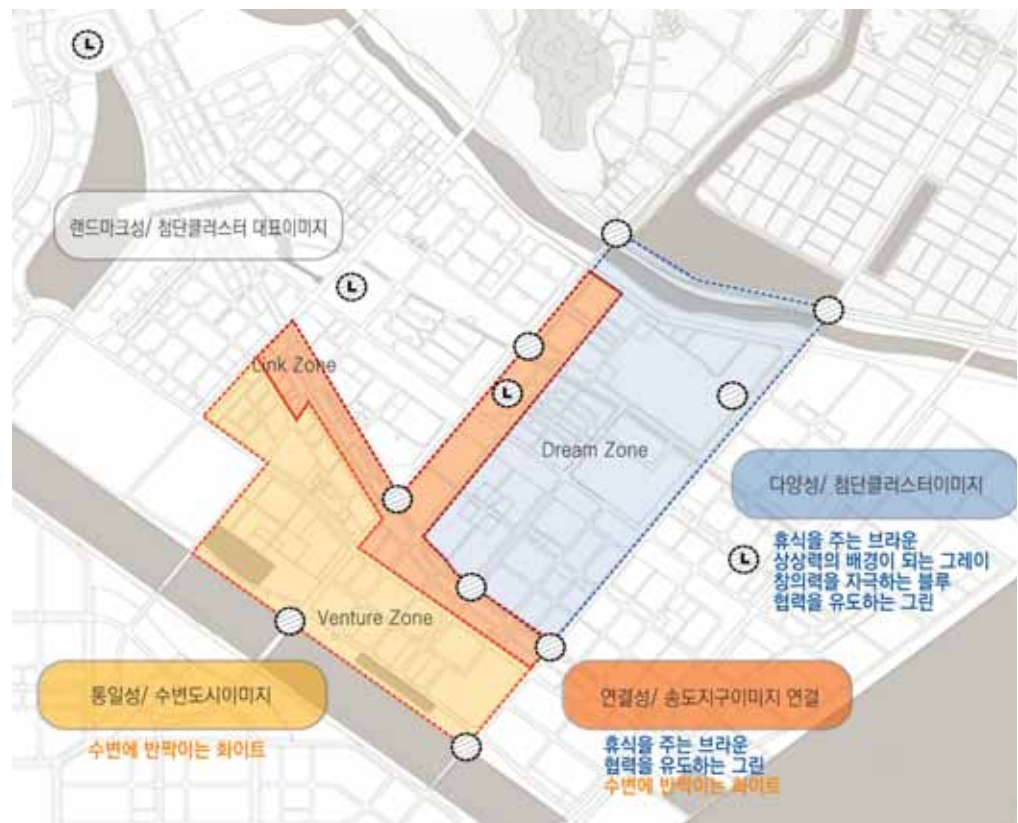 L
랜드마크성/ 첨단클러스터 대표이미지
L
Link Zone
L
Dream Zone
다양성/ 첨단클러스터이미지
L
휴식을 주는 브라운
상상력의 배경이 되는 그레이
창의력을 자극하는 블루
협력을 유도하는 그린
Venture Zone
통일성/ 수변도시이미지
수변에 반짝이는 화이트
연결성/ 송도지구이미지 연결
휴식을 주는 브라운
협력을 유도하는 그린
수변에 반짝이는 화이트